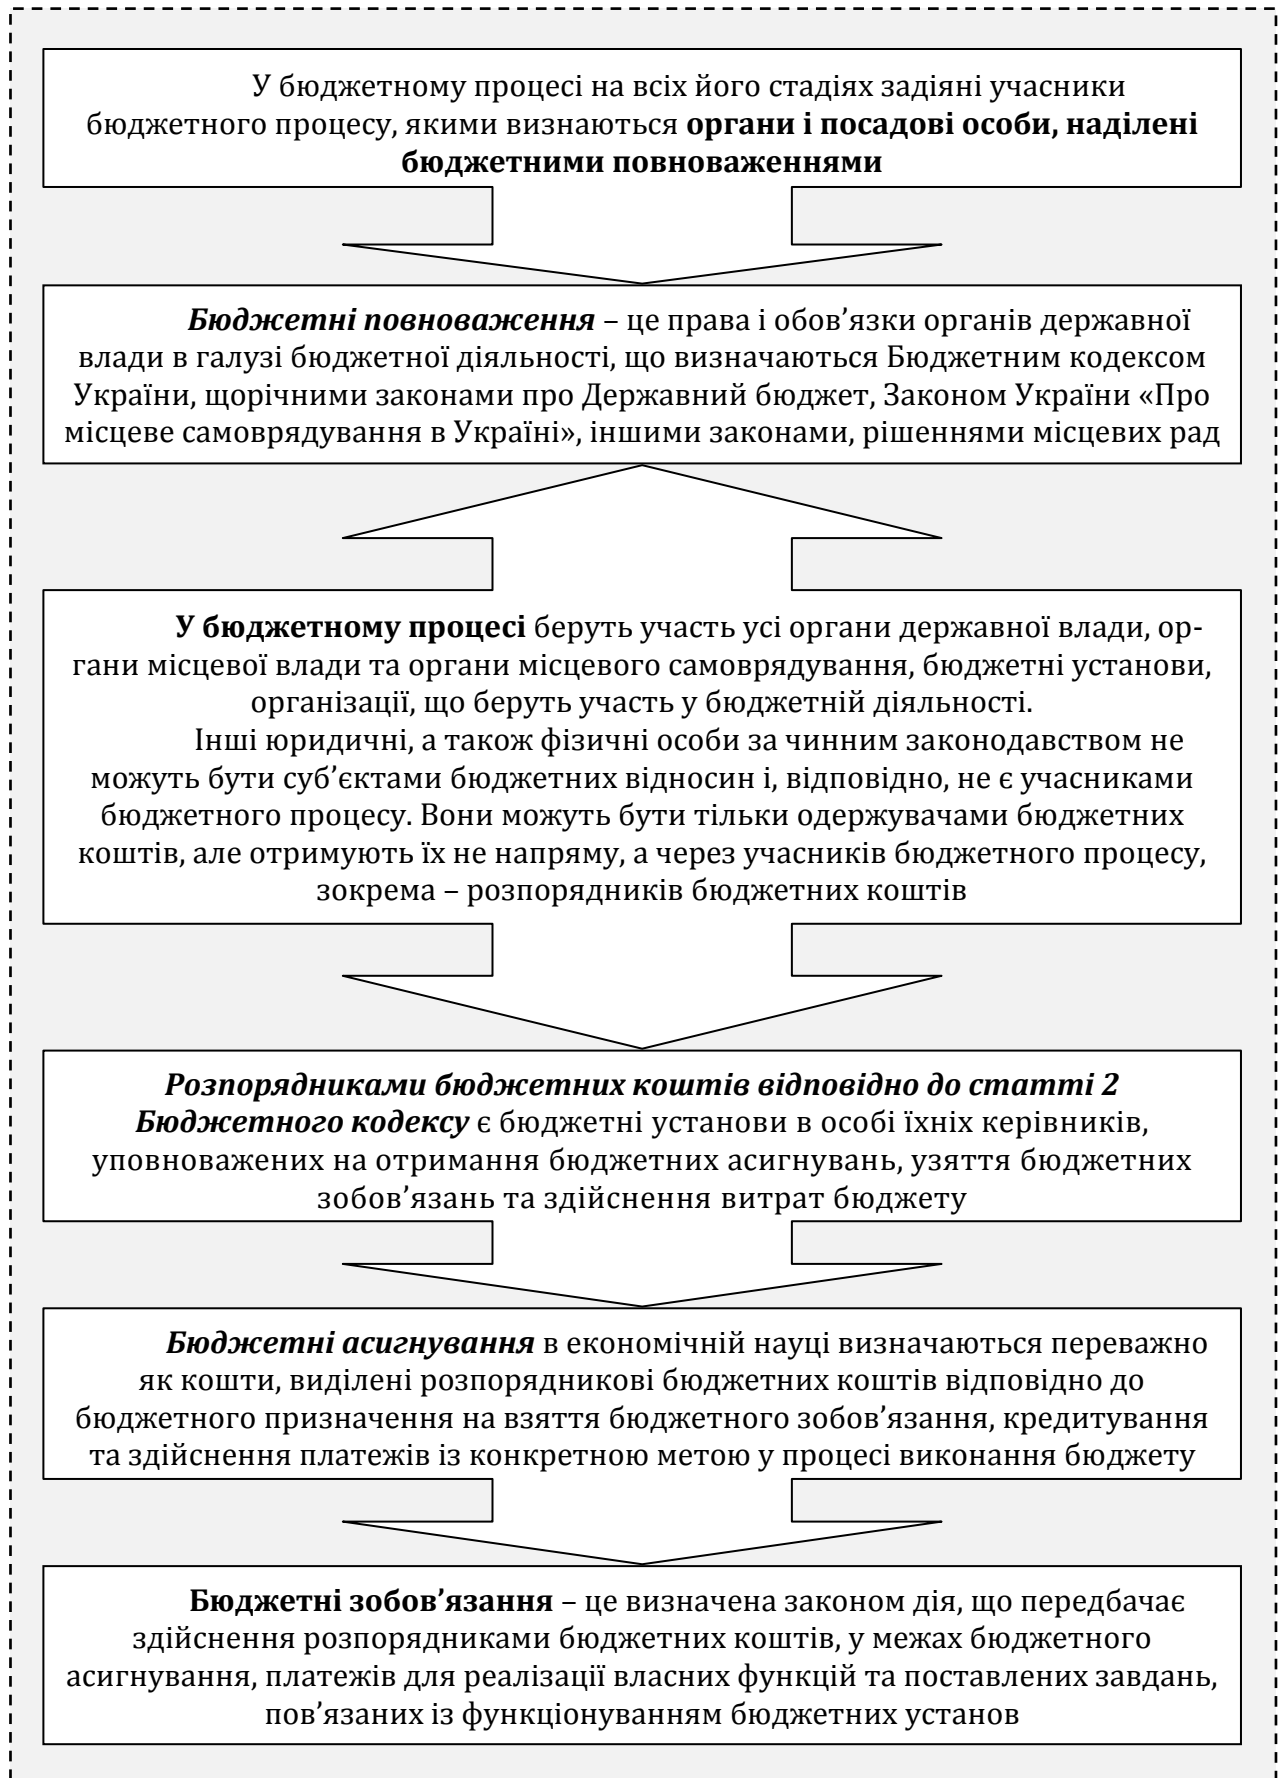 У бюджетному процесі на всіх його стадіях задіяні учасники
бюджетного процесу, якими визнаються органи і посадові особи, наділені
бюджетними повноваженнями
Бюджетні повноваження – це права і обов’язки органів державної
влади в галузі бюджетної діяльності, що визначаються Бюджетним кодексом
України, щорічними законами про Державний бюджет, Законом України «Про
місцеве самоврядування в Україні», іншими законами, рішеннями місцевих рад
У бюджетному процесі беруть участь усі органи державної влади, ор-
гани місцевої влади та органи місцевого самоврядування, бюджетні установи,
організації, що беруть участь у бюджетній діяльності.
Інші юридичні, а також фізичні особи за чинним законодавством не
можуть бути суб’єктами бюджетних відносин і, відповідно, не є учасниками
бюджетного процесу. Вони можуть бути тільки одержувачами бюджетних
коштів, але отримують їх не напряму, а через учасників бюджетного процесу,
зокрема – розпорядників бюджетних коштів
Розпорядниками бюджетних коштів відповідно до статті 2
Бюджетного кодексу є бюджетні установи в особі їхніх керівників,
уповноважених на отримання бюджетних асигнувань, узяття бюджетних
зобов’язань та здійснення витрат бюджету
Бюджетні асигнування в економічній науці визначаються переважно
як кошти, виділені розпорядникові бюджетних коштів відповідно до
бюджетного призначення на взяття бюджетного зобов’язання, кредитування
та здійснення платежів із конкретною метою у процесі виконання бюджету
Бюджетні зобов’язання – це визначена законом дія, що передбачає
здійснення розпорядниками бюджетних коштів, у межах бюджетного
асигнування, платежів для реалізації власних функцій та поставлених завдань,
пов’язаних із функціонуванням бюджетних установ